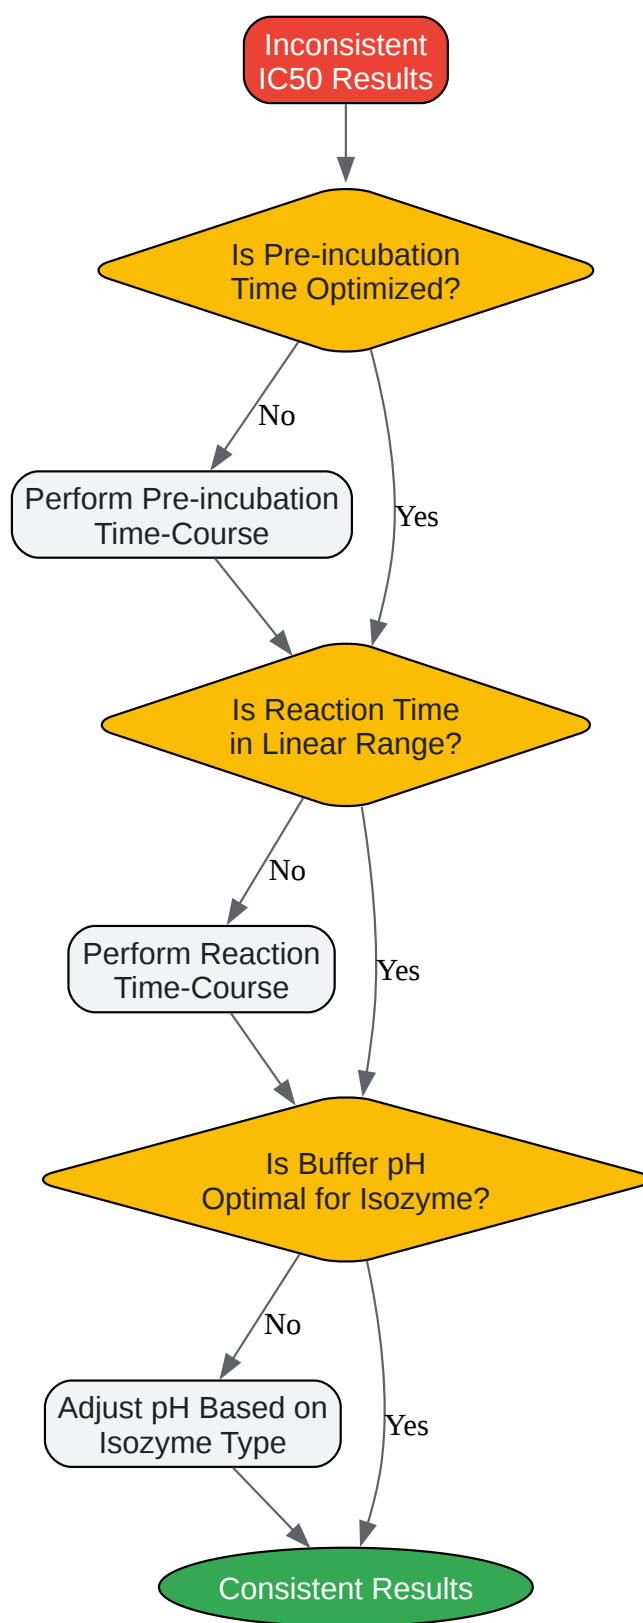 Inconsistent
IC50 Results
Is Pre-incubation
Time Optimized?
No
Perform Pre-incubation
Time-Course
Yes
Is Reaction Time
in Linear Range?
No
Perform Reaction
Time-Course
Yes
Is Buffer pH
Optimal for Isozyme?
No
Adjust pH Based on
Isozyme Type
Yes
Consistent Results